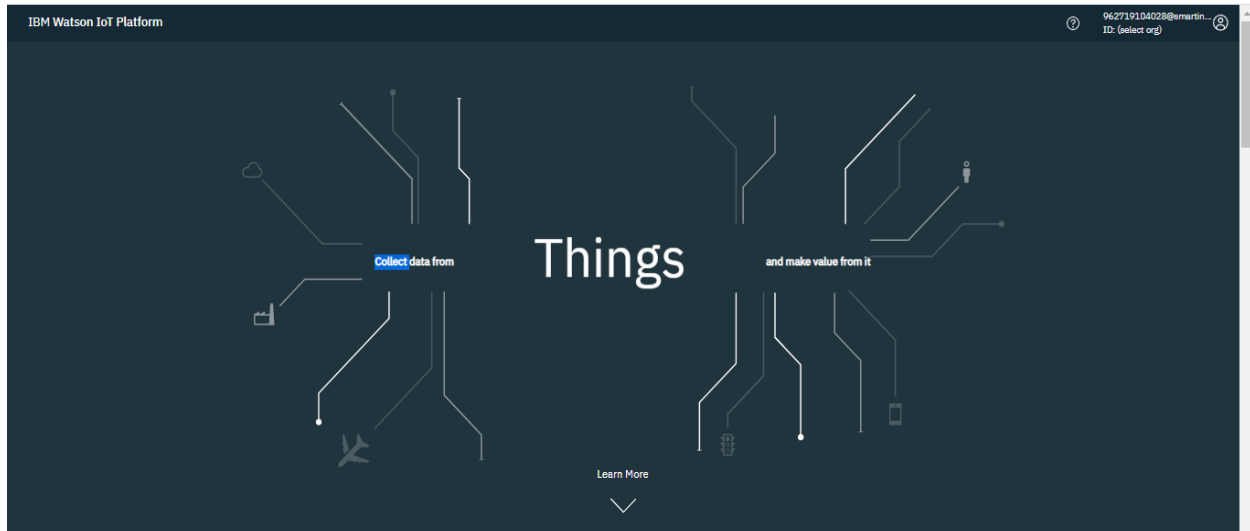 IBM Watson IoT Platform
962719104028@smartin...
ID: (select org)
Collect data from
Things
and make value from it
Learn More